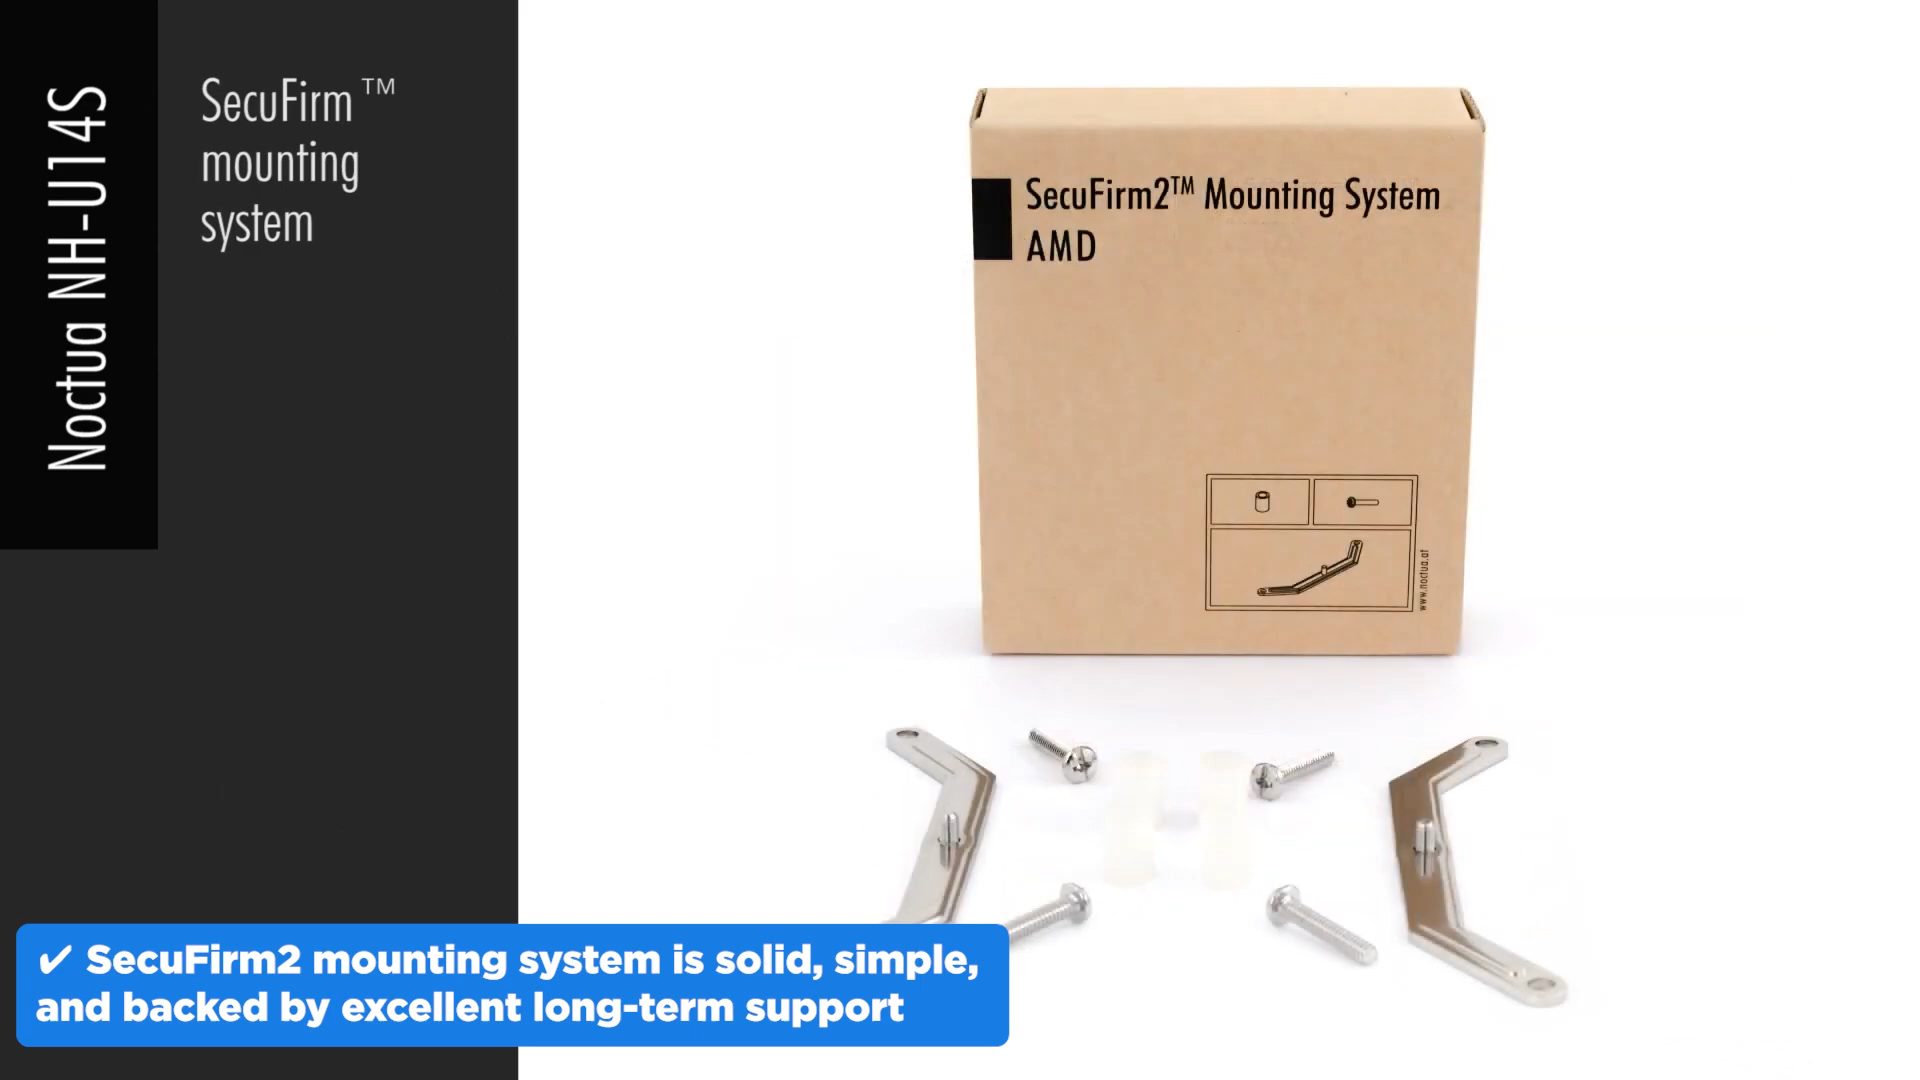 Noctua NH-U14S
SecuFirm™
mounting
system
SecuFirm2™ Mounting System
AMD
www.noctua.at
✔ SecuFirm2 mounting system is solid, simple,
and backed by excellent long-term support